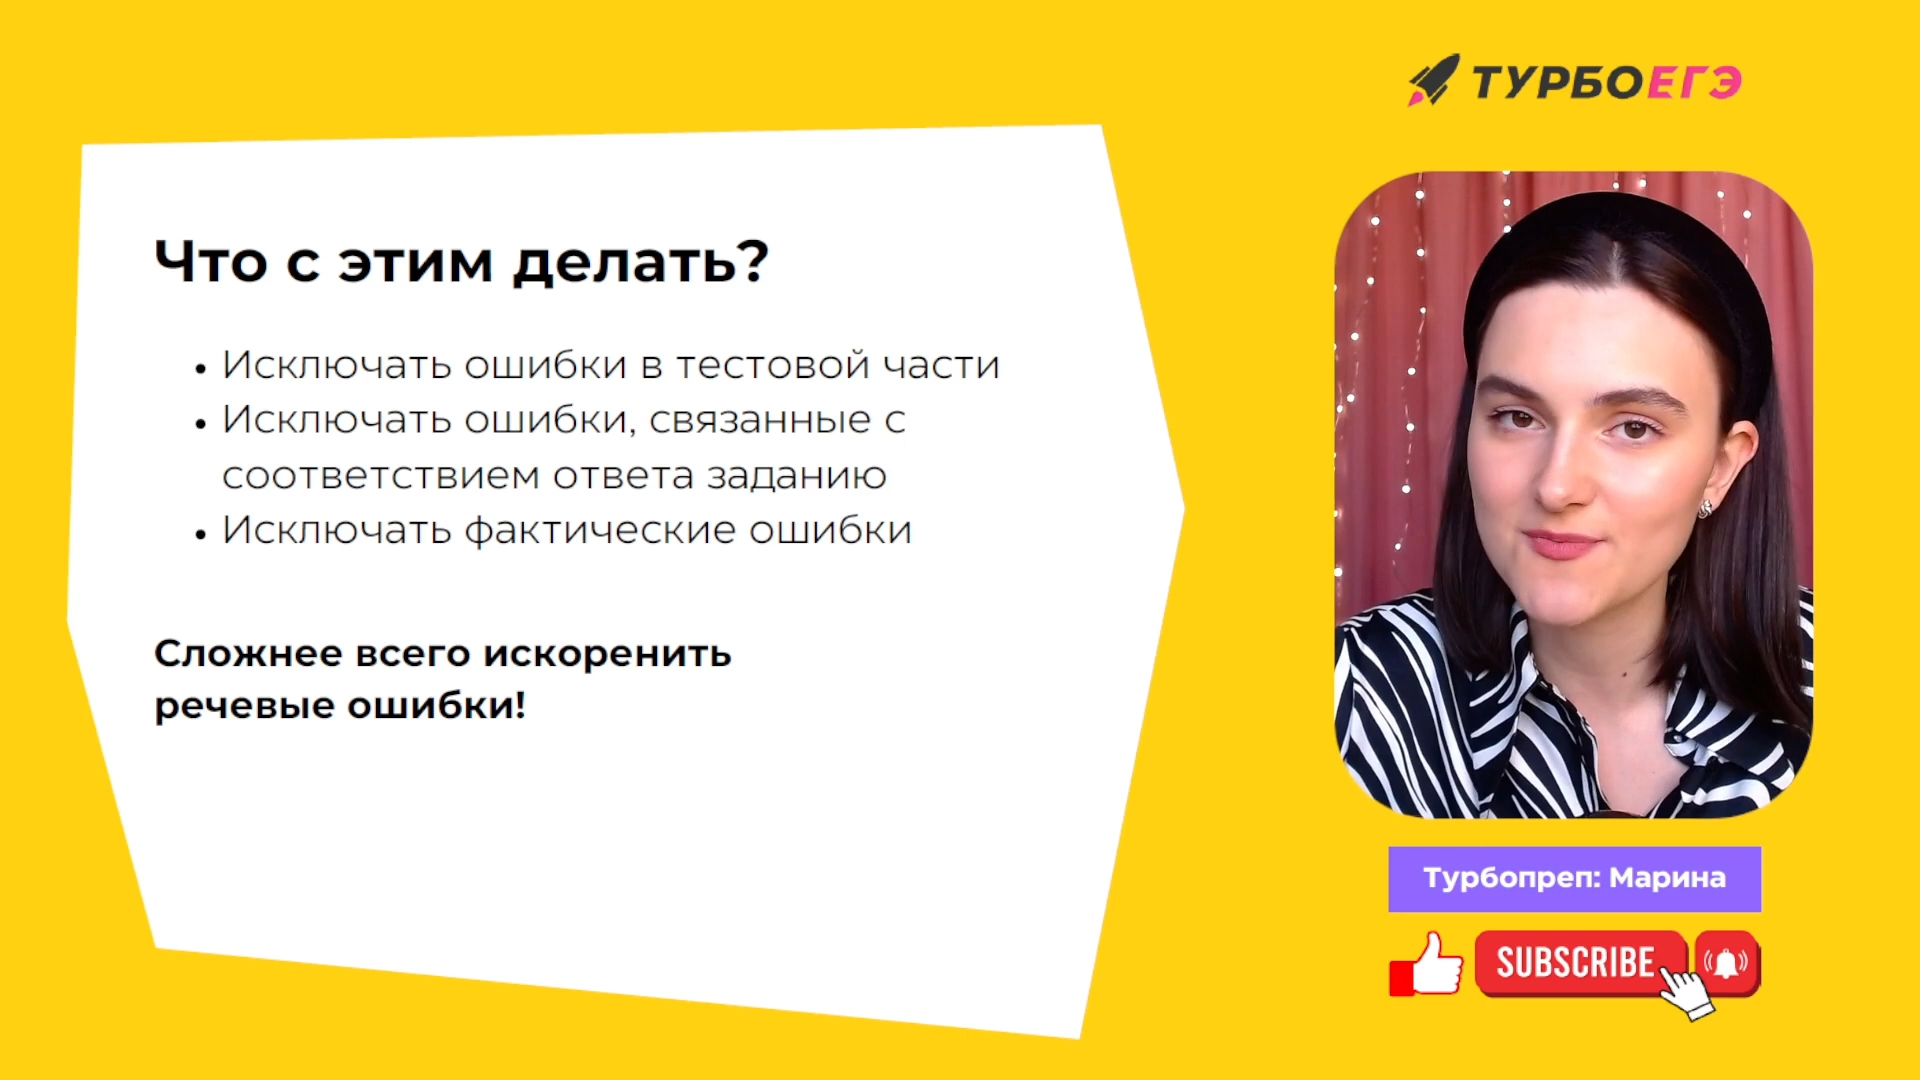 ТУРБОЕГЭ
Что с этим делать?
• Исключать ошибки в тестовой части
• Исключать ошибки, связанные с
соответствием ответа заданию
• Исключать фактические ошибки
Сложнее всего искоренить
речевые ошибки!
Турбопреп: Марина
SUBSCRIBE